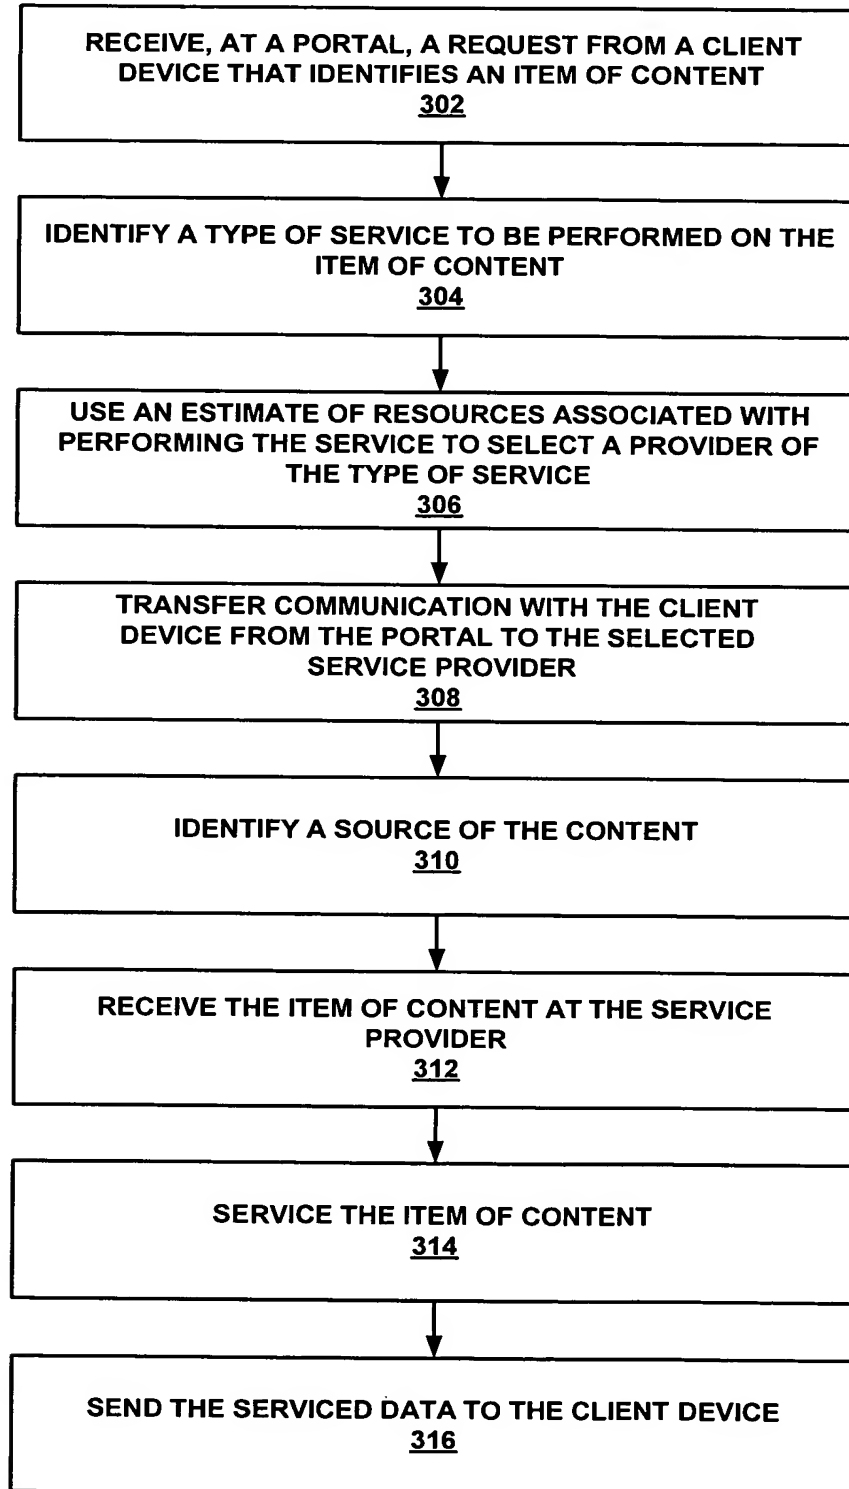 RECEIVE, AT A PORTAL, A REQUEST FROM A CLIENT
DEVICE THAT IDENTIFIES AN ITEM OF CONTENT
302
IDENTIFY A TYPE OF SERVICE TO BE PERFORMED ON THE
ITEM OF CONTENT
304
USE AN ESTIMATE OF RESOURCES ASSOCIATED WITH
PERFORMING THE SERVICE TO SELECT A PROVIDER OF
THE TYPE OF SERVICE
306
TRANSFER COMMUNICATION WITH THE CLIENT
DEVICE FROM THE PORTAL TO THE SELECTED
SERVICE PROVIDER
308
IDENTIFY A SOURCE OF THE CONTENT
310
RECEIVE THE ITEM OF CONTENT AT THE SERVICE
PROVIDER
312
SERVICE THE ITEM OF CONTENT
314
SEND THE SERVICED DATA TO THE CLIENT DEVICE
316